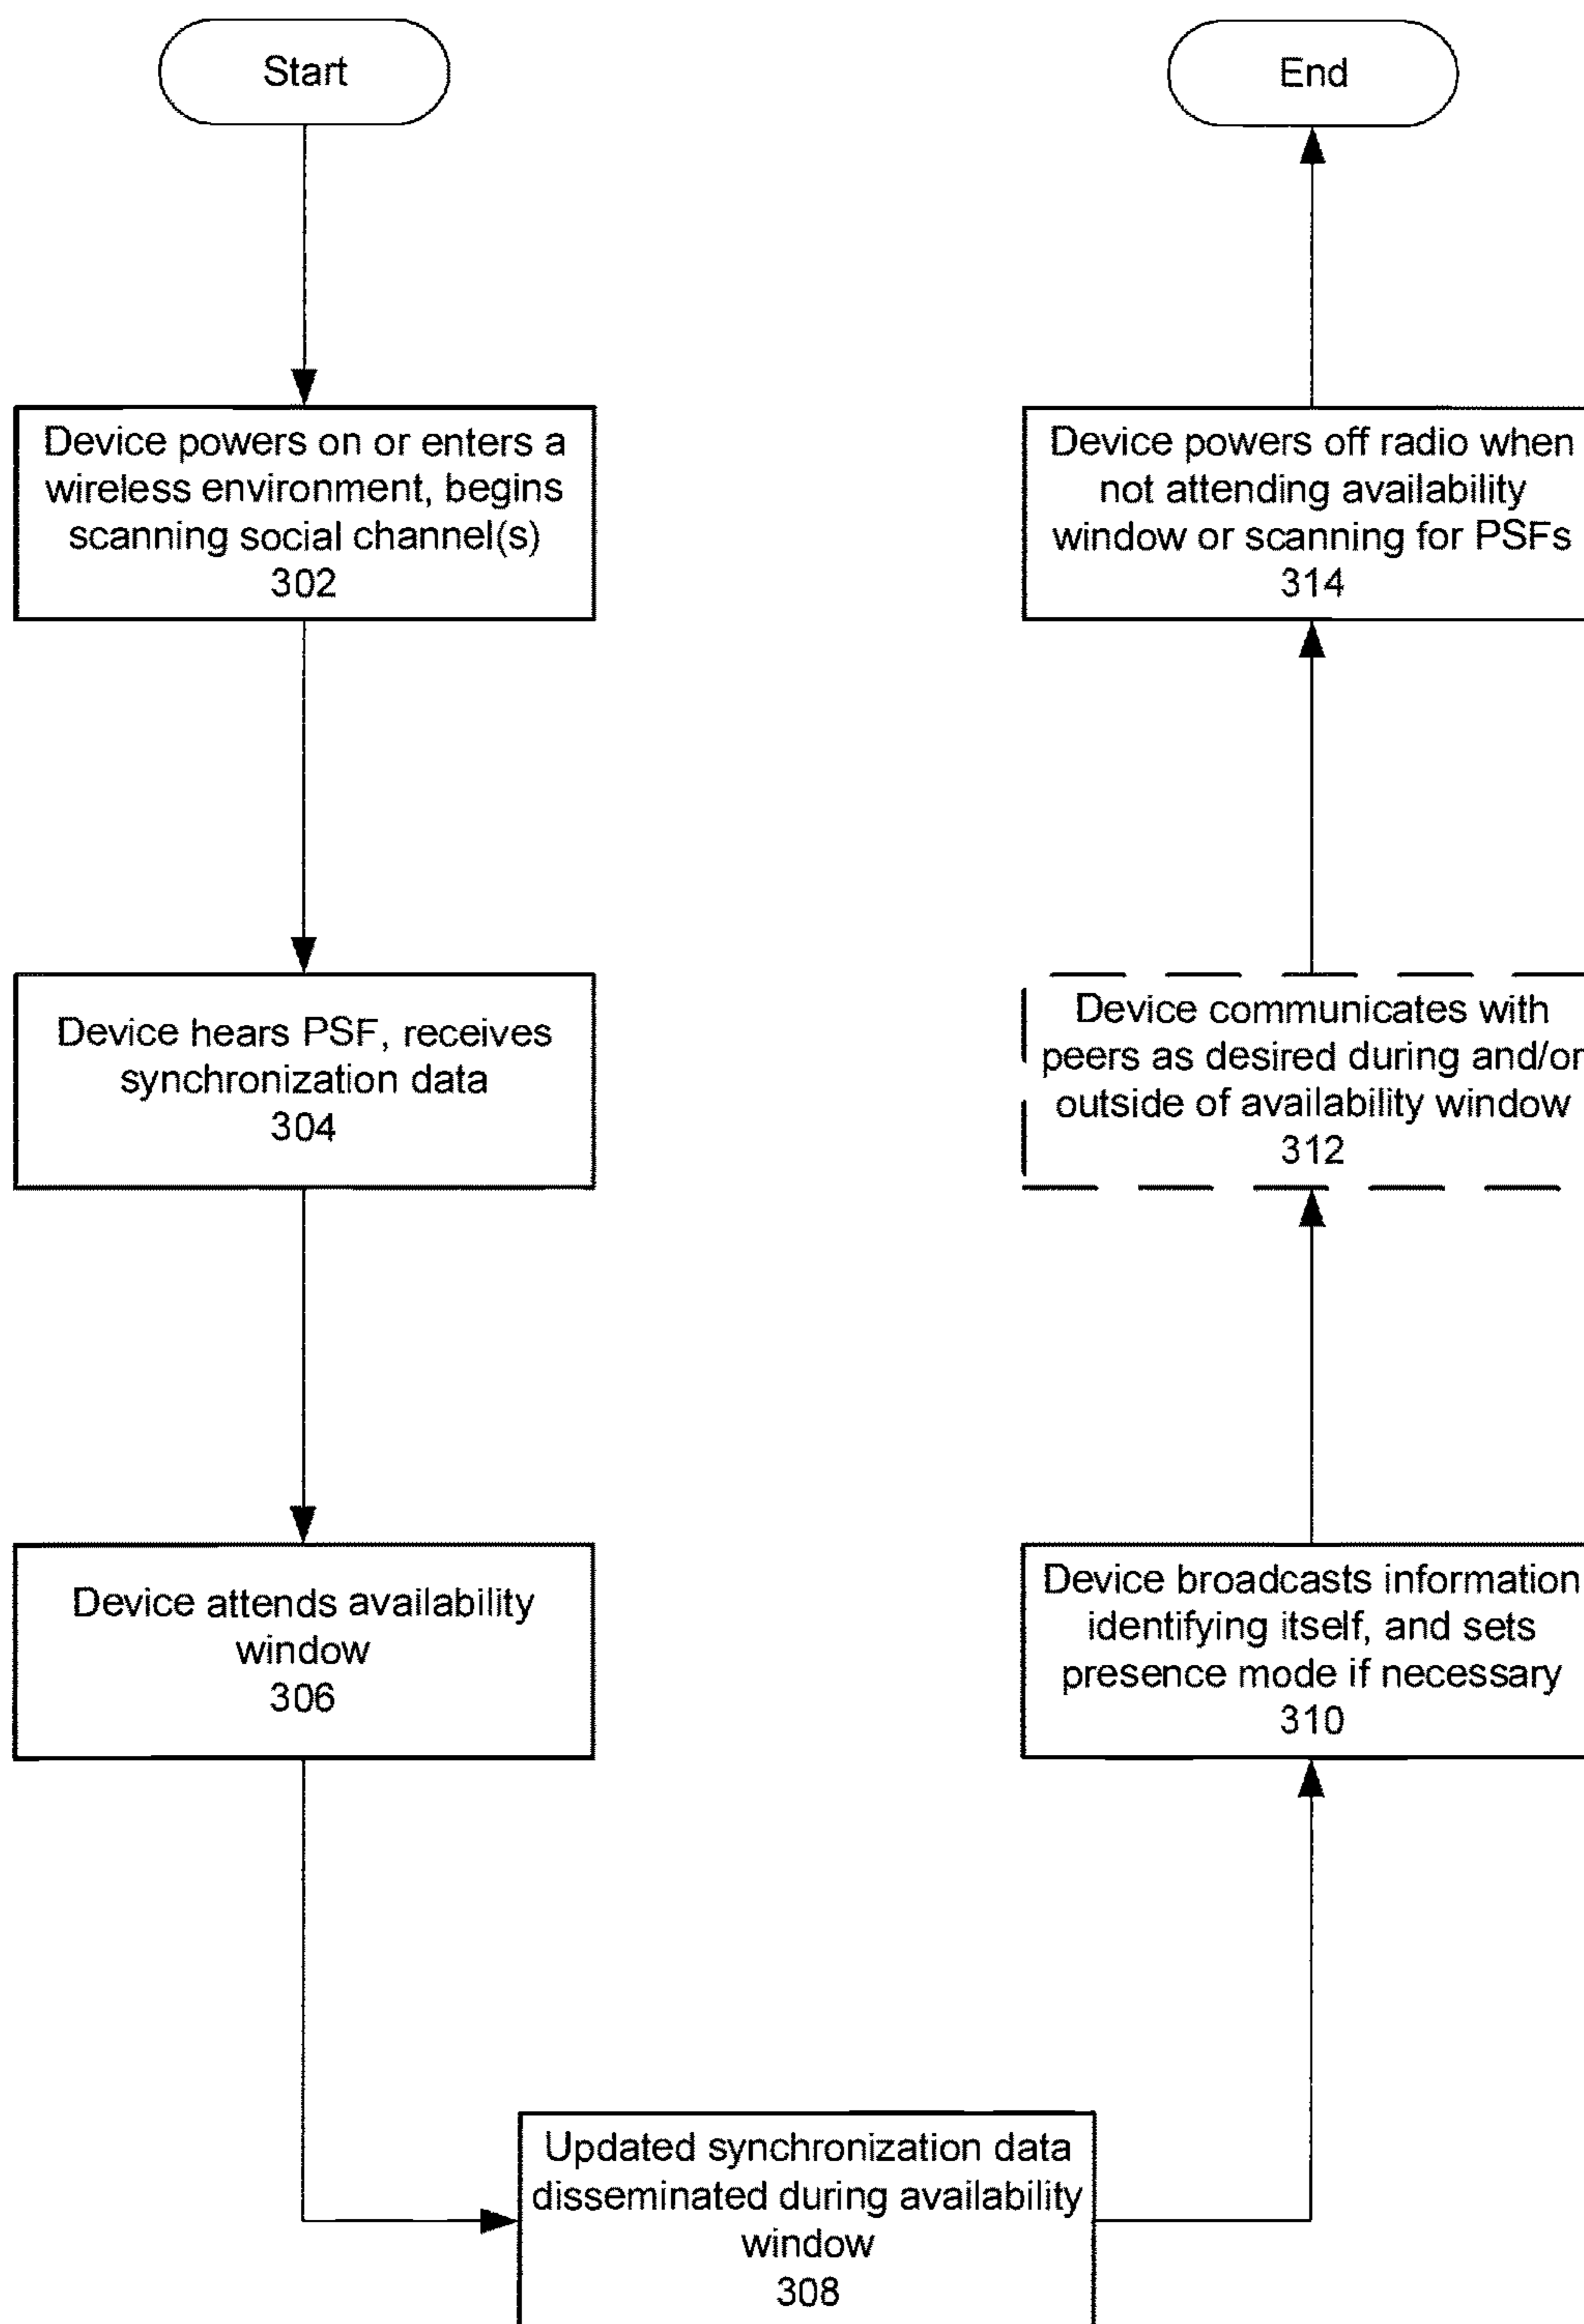 Start
Device powers on or enters a
wireless environment, begins
scanning social channel(s)
302
Device hears PSF, receives
synchronization data
304
Device attends availability
window
306
Updated synchronization data
disseminated during availability
window
308
Device broadcasts information
identifying itself, and sets
presence mode if necessary
310
Device communicates with
peers as desired during and/or
outside of availability window
312
Device powers off radio when
not attending availability
window or scanning for PSFs
314
End